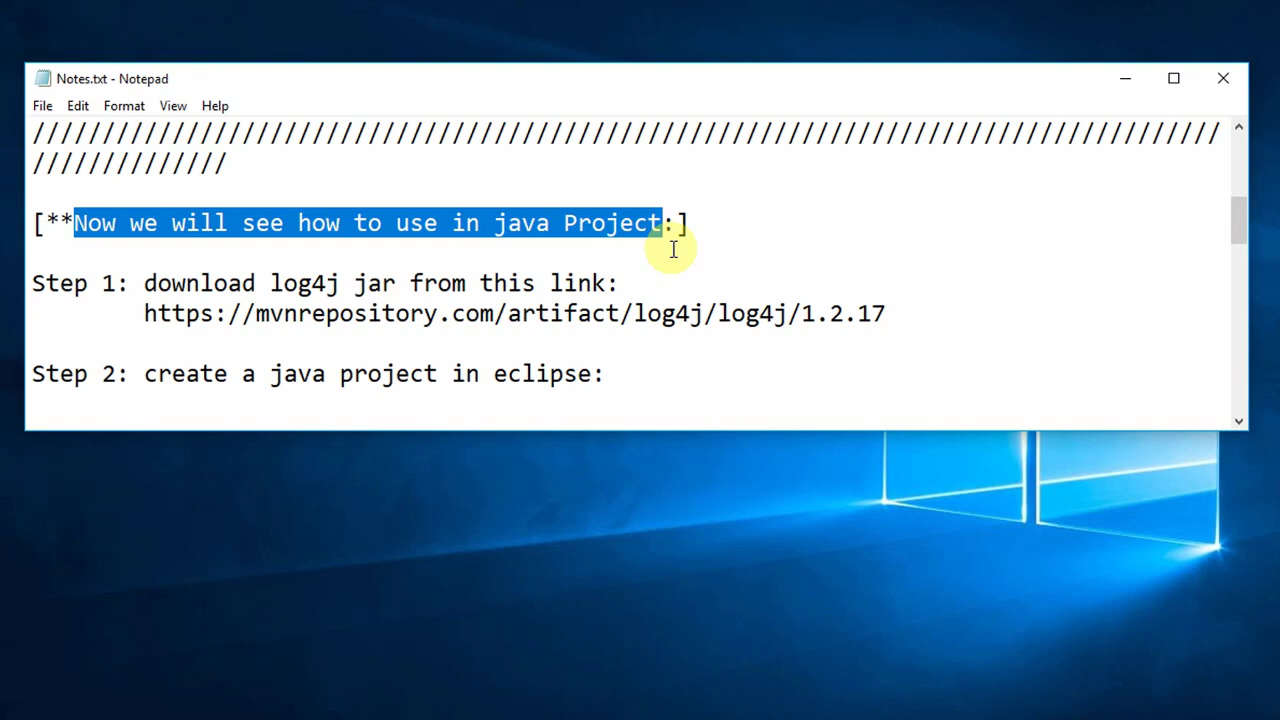 Notes.txt - Notepad
File Edit Format View Help
/////////////////////////////////////////////////////////////////////////////////////
//////////////
[**Now we will see how to use in java Project:]
Step 1: download log4j jar from this link:
https://mvnrepository.com/artifact/log4j/log4j/1.2.17
Step 2: create a java project in eclipse: